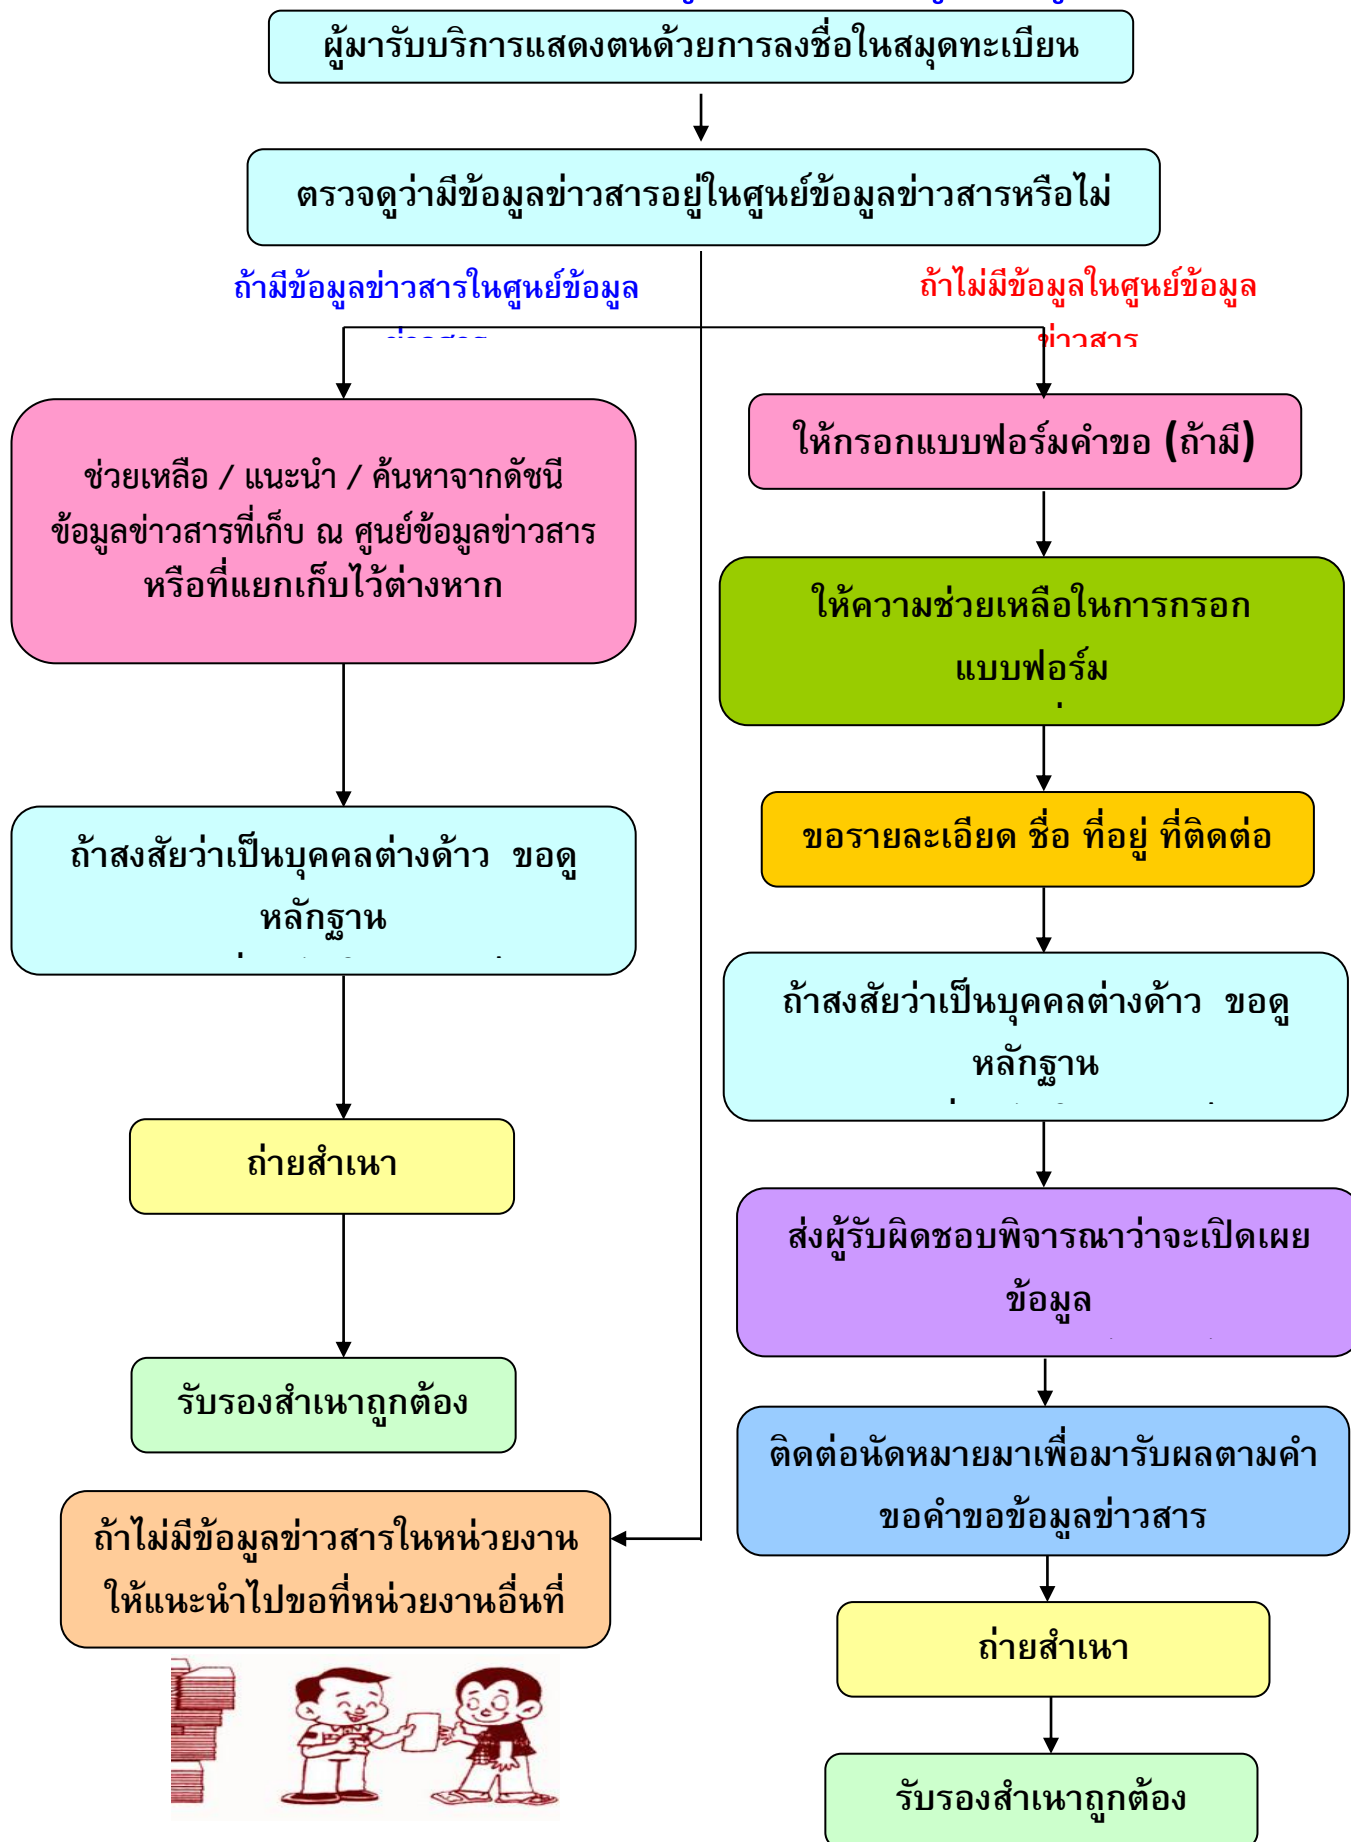 ผู้มารับบริการแสดงตนด้วยการลงชื่อในสมุดทะเบียน
ตรวจดูว่ามีข้อมูลข่าวสารอยู่ในศูนย์ข้อมูลข่าวสารหรือไม่
ถ้ามีข้อมูลข่าวสารในศูนย์ข้อมูล
ถ้าไม่มีข้อมูลในศูนย์ข้อมูล
ข่าวสาร
ช่วยเหลือ / แนะนำ / ค้นหาจากดัชนี
ข้อมูลข่าวสารที่เก็บ ณ ศูนย์ข้อมูลข่าวสาร
หรือที่แยกเก็บไว้ต่างหาก
ถ้าสงสัยว่าเป็นบุคคลต่างด้าว ขอดู
หลักฐาน
ถ่ายสำเนา
รับรองสำเนาถูกต้อง
ถ้าไม่มีข้อมูลข่าวสารในหน่วยงาน
ให้แนะนำไปขอที่หน่วยงานอื่นที่
ให้กรอกแบบฟอร์มคำขอ (ถ้ามี)
ให้ความช่วยเหลือในการกรอก
แบบฟอร์ม
ขอรายละเอียด ชื่อ ที่อยู่ ที่ติดต่อ
ถ้าสงสัยว่าเป็นบุคคลต่างด้าว ขอดู
หลักฐาน
ส่งผู้รับผิดชอบพิจารณาว่าจะเปิดเผย
ข้อมูล
ติดต่อนัดหมายมาเพื่อมารับผลตามคำ
ขอคำขอข้อมูลข่าวสาร
ถ่ายสำเนา
รับรองสำเนาถูกต้อง